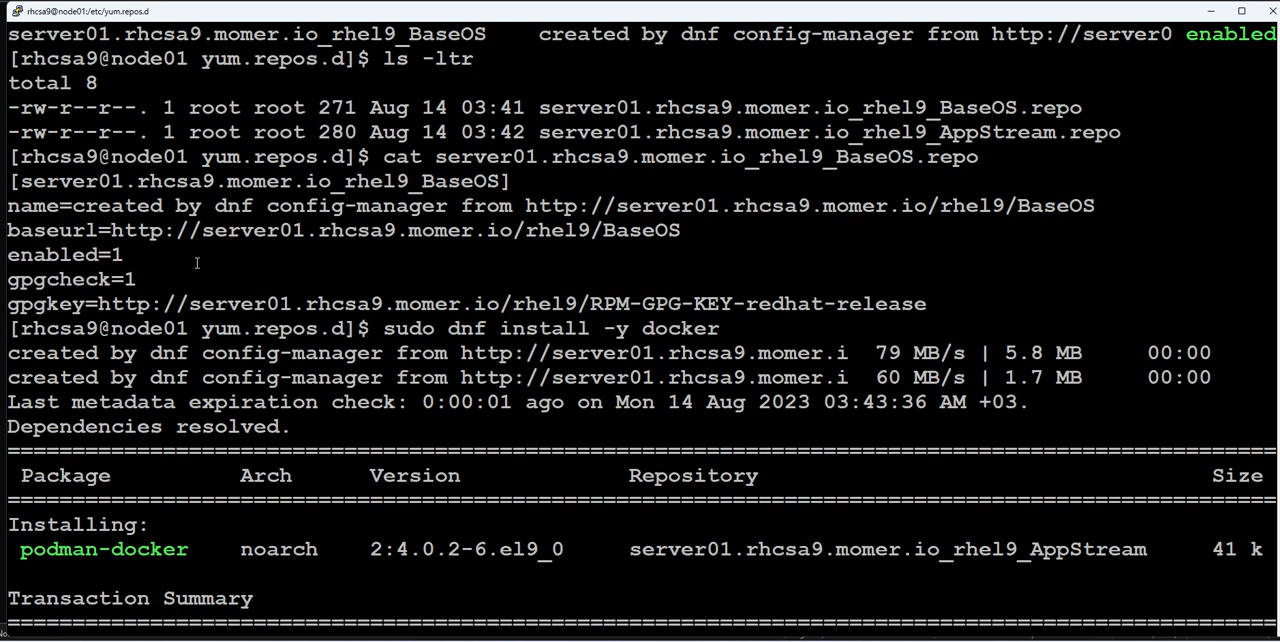 rhcsa9@node01:/etc/yum.repos.d
server01.rhcsa9.momer.io_rhel9_BaseOS    created by dnf config-manager from http://server0 enabled
[rhcsa9@node01 yum.repos.d]$ ls -ltr
total 8
-rw-r--r--. 1 root root 271 Aug 14 03:41 server01.rhcsa9.momer.io_rhel9_BaseOS.repo
-rw-r--r--. 1 root root 280 Aug 14 03:42 server01.rhcsa9.momer.io_rhel9_AppStream.repo
[rhcsa9@node01 yum.repos.d]$ cat server01.rhcsa9.momer.io_rhel9_BaseOS.repo
[server01.rhcsa9.momer.io_rhel9_BaseOS]
name=created by dnf config-manager from http://server01.rhcsa9.momer.io/rhel9/BaseOS
baseurl=http://server01.rhcsa9.momer.io/rhel9/BaseOS
enabled=1
gpgcheck=1
gpgkey=http://server01.rhcsa9.momer.io/rhel9/RPM-GPG-KEY-redhat-release
[rhcsa9@node01 yum.repos.d]$ sudo dnf install -y docker
created by dnf config-manager from http://server01.rhcsa9.momer.i  79 MB/s | 5.8 MB     00:00
created by dnf config-manager from http://server01.rhcsa9.momer.i  60 MB/s | 1.7 MB     00:00
Last metadata expiration check: 0:00:01 ago on Mon 14 Aug 2023 03:43:36 AM +03.
Dependencies resolved.
==================================================================================================
 Package          Arch      Version             Repository                                   Size
==================================================================================================
Installing:
 podman-docker    noarch    2:4.0.2-6.el9_0     server01.rhcsa9.momer.io_rhel9_AppStream     41 k
Transaction Summary
==================================================================================================